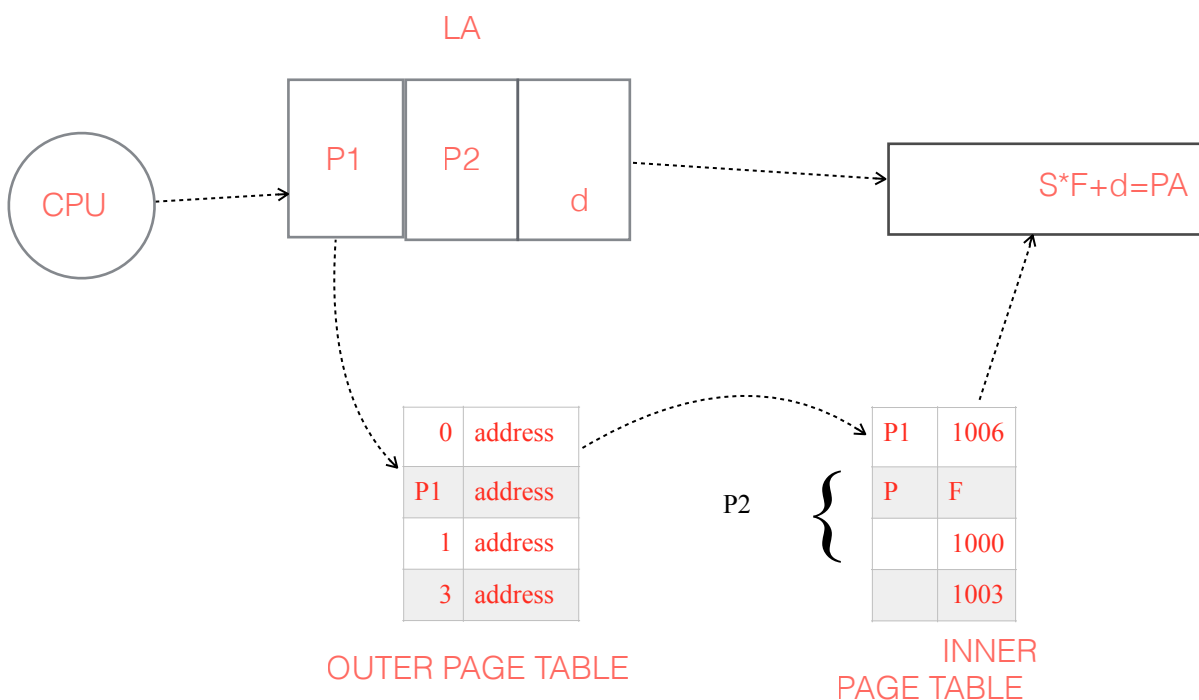 LA
CPU
P1
P2
d
S*F+d=PA
0 address
P1 address
1 address
3 address
OUTER PAGE TABLE
P2
P1 1006
P F
1000
1003
INNER
PAGE TABLE